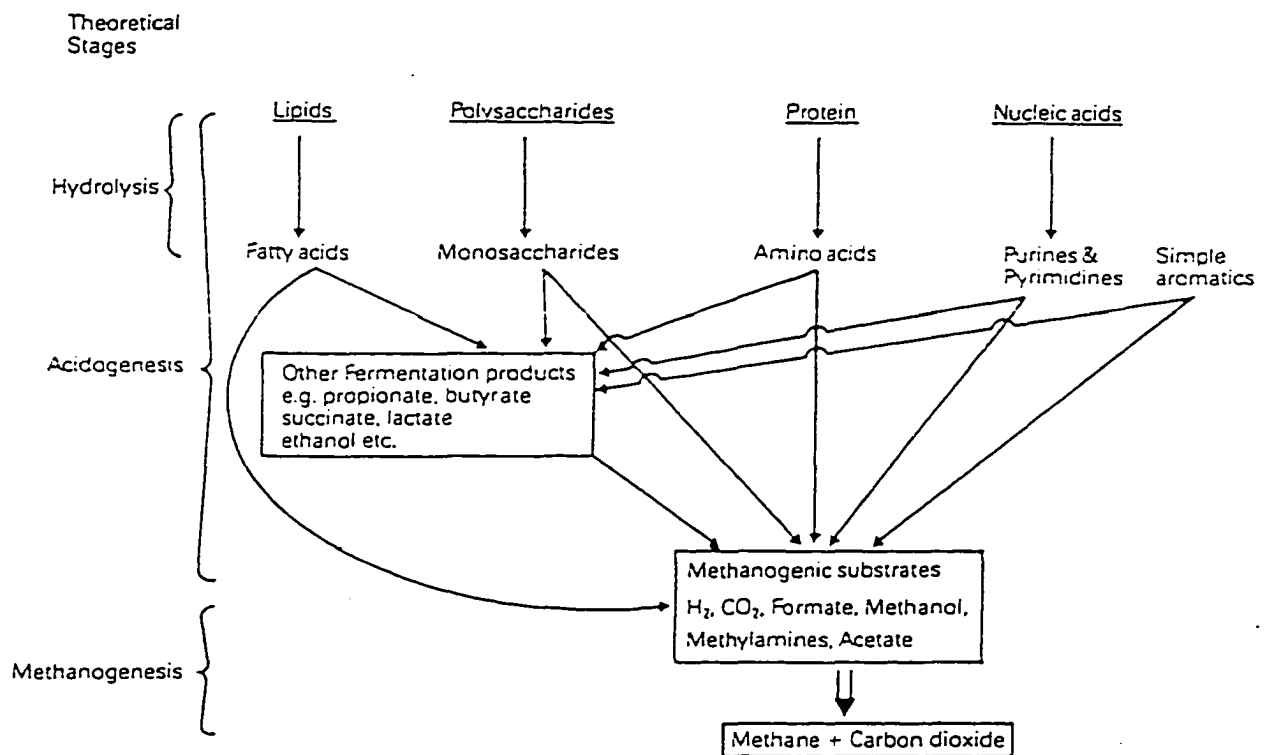 Theoretical
Stages
Lipids
Polysaccharides
Protein
Nucleic acids
Hydrolysis
Fatty acids
Monosaccharides
Amino acids
Purines &
Pyrimidines
Simple
aromatics
Acidogenesis
Other Fermentation products
e.g. propionate, butyrate
succinate, lactate
ethanol etc.
Methanogenic substrates
H₂, CO₂, Formate, Methanol,
Methylamines, Acetate
Methanogenesis
Methane + Carbon dioxide